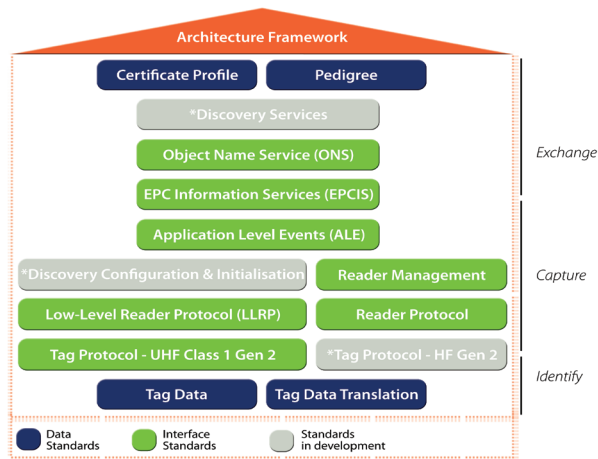 Architecture Framework
Certificate Profile
Pedigree
*Discovery Services
Object Name Service (ONS)
Exchange
EPC Information Services (EPCIS)
Application Level Events (ALE)
*Discovery Configuration & Initialisation
Reader Management
Capture
Low-Level Reader Protocol (LLRP)
Reader Protocol
Tag Protocol - UHF Class 1 Gen 2
*Tag Protocol - HF Gen 2
Identify
Tag Data
Tag Data Translation
Data
Standards
Interface
Standards
Standards
in development